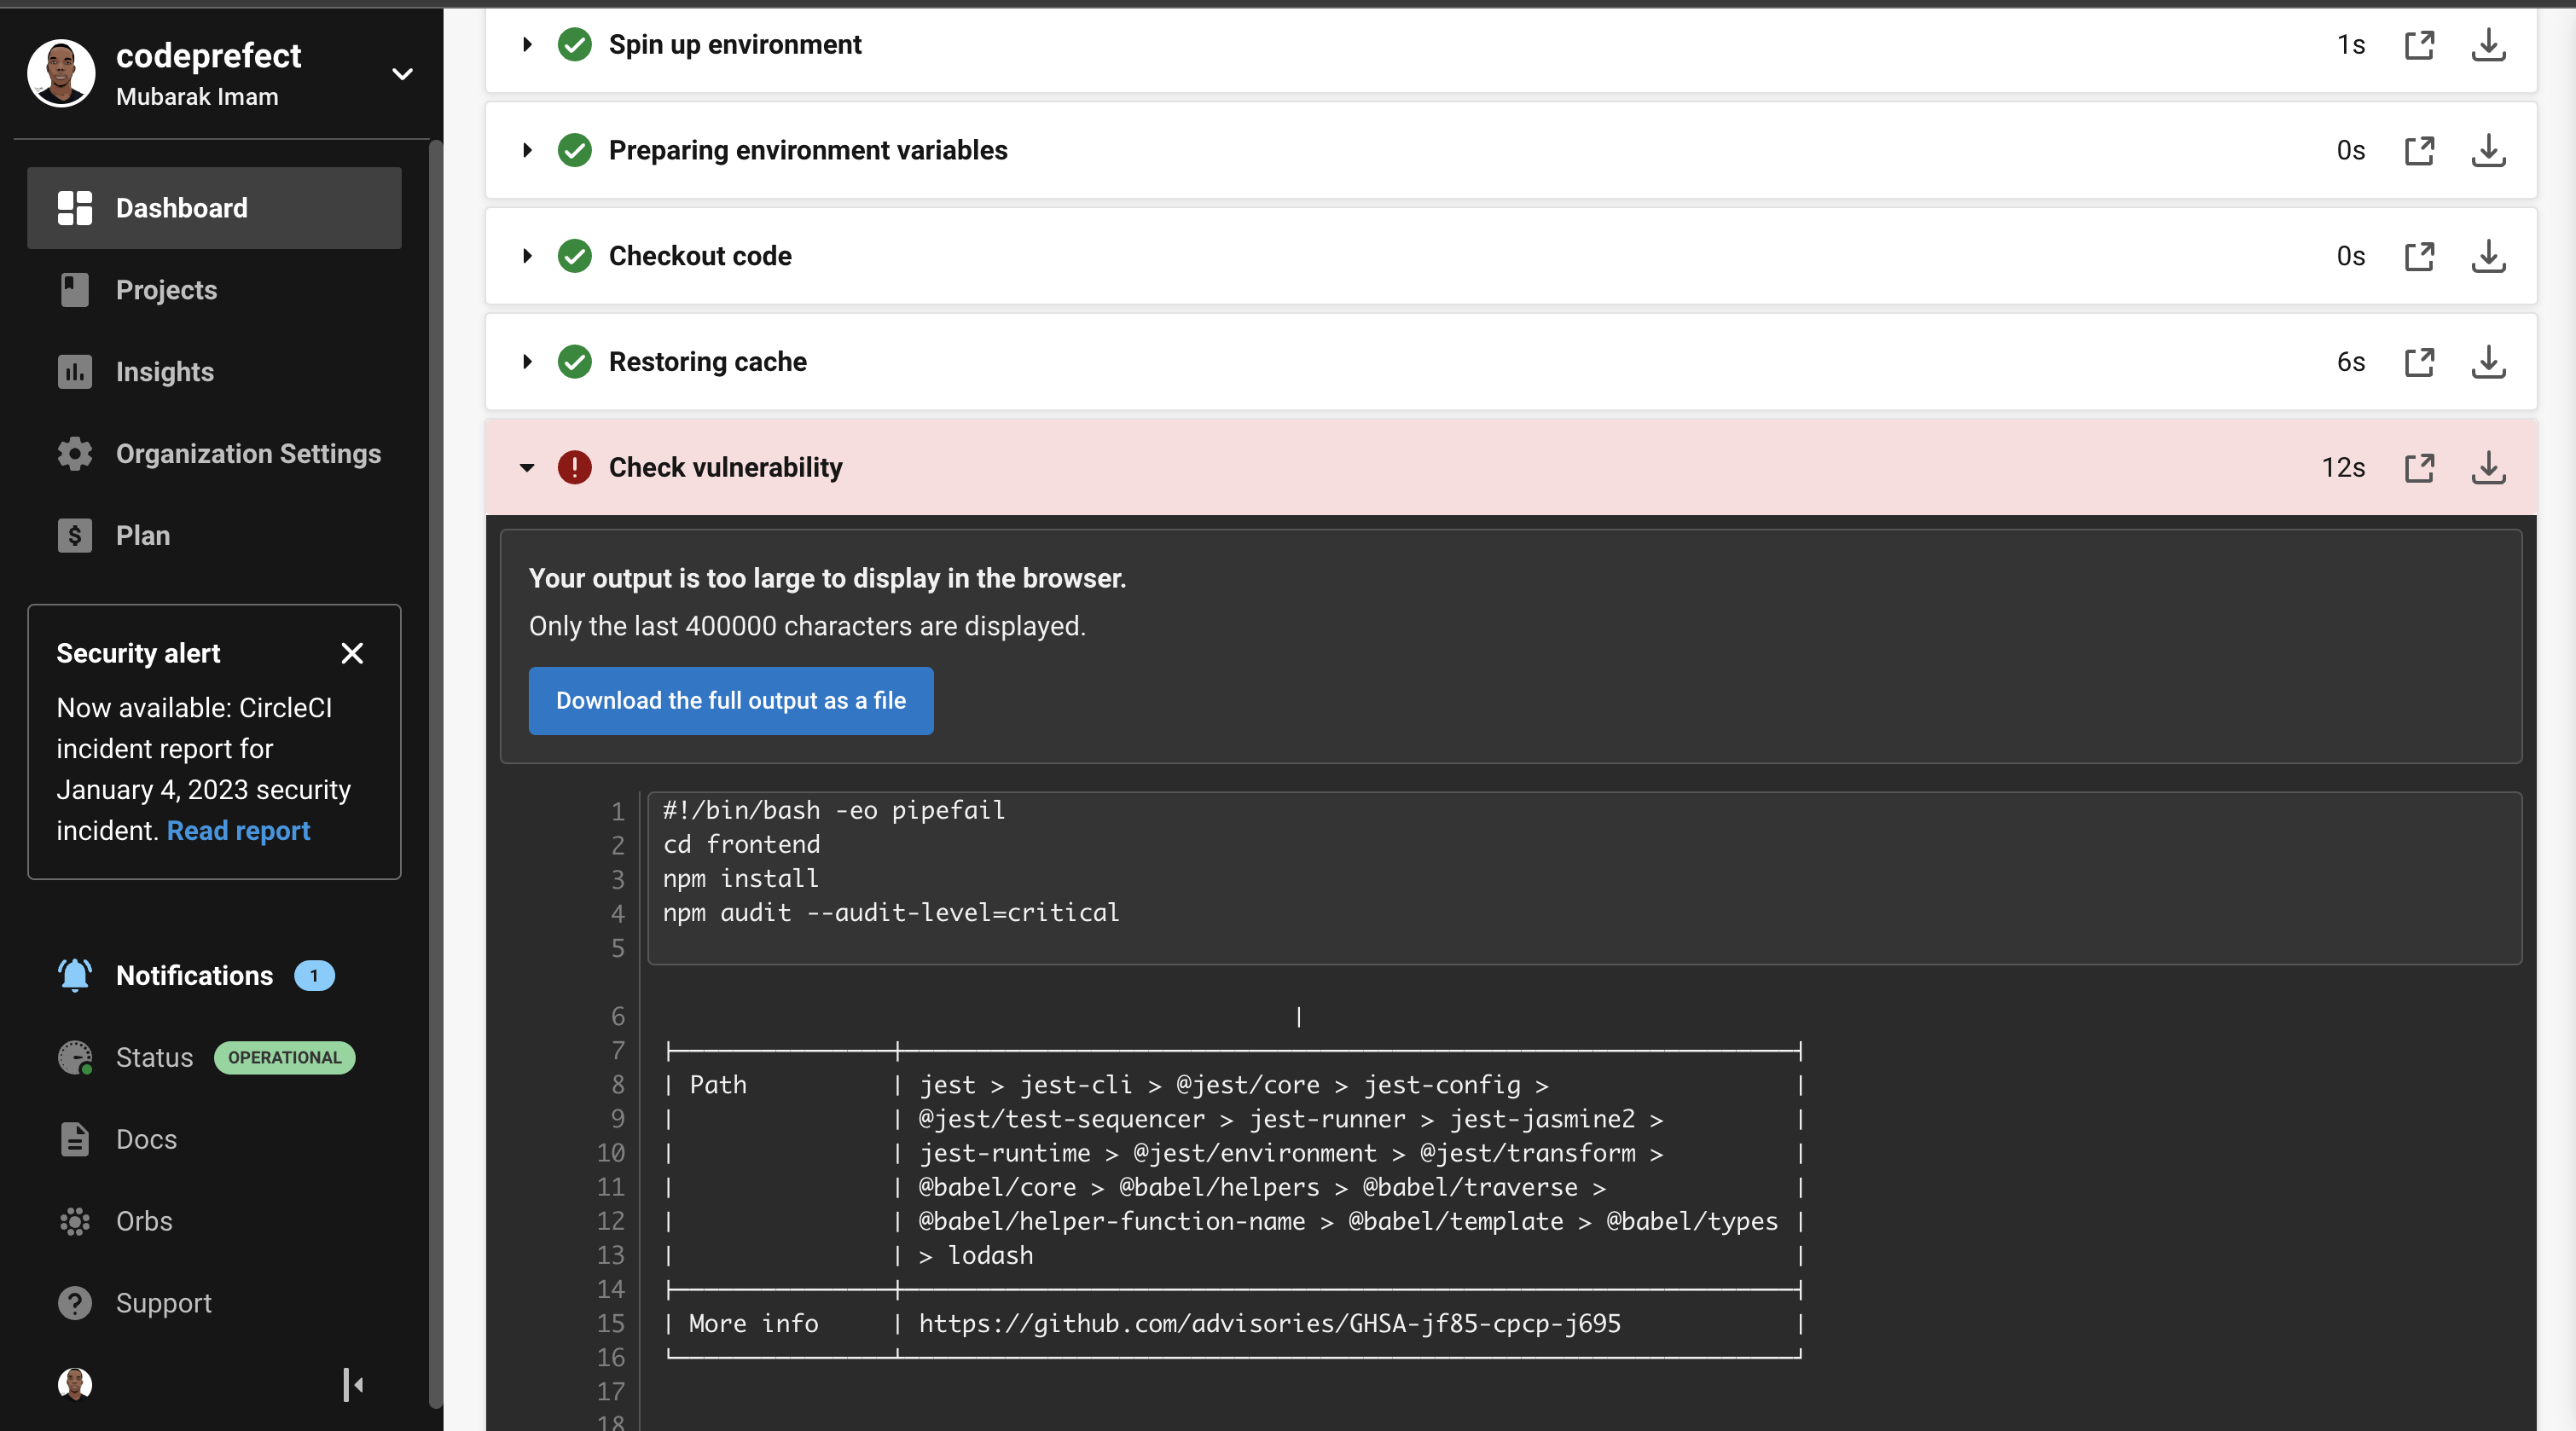 codeprefect
Mubarak Imam
Dashboard
Projects
Insights
Organization Settings
Plan
Security alert
Now available: CircleCI
incident report for
January 4, 2023 security
incident. Read report
Notifications 1
Status OPERATIONAL
Docs
Orbs
Support
Spin up environment 1s
Preparing environment variables 0s
Checkout code 0s
Restoring cache 6s
Check vulnerability 12s
Your output is too large to display in the browser.
Only the last 400000 characters are displayed.
Download the full output as a file
1 #!/bin/bash -eo pipefail
2 cd frontend
3 npm install
4 npm audit --audit-level=critical
5
6 |
7
8 | Path | jest > jest-cli > @jest/core > jest-config > |
9 | | @jest/test-sequencer > jest-runner > jest-jasmine2 > |
10 | | jest-runtime > @jest/environment > @jest/transform > |
11 | | @babel/core > @babel/helpers > @babel/traverse > |
12 | | @babel/helper-function-name > @babel/template > @babel/types |
13 | | > lodash |
14
15 | More info | https://github.com/advisories/GHSA-jf85-cpcp-j695 |
16
17
18